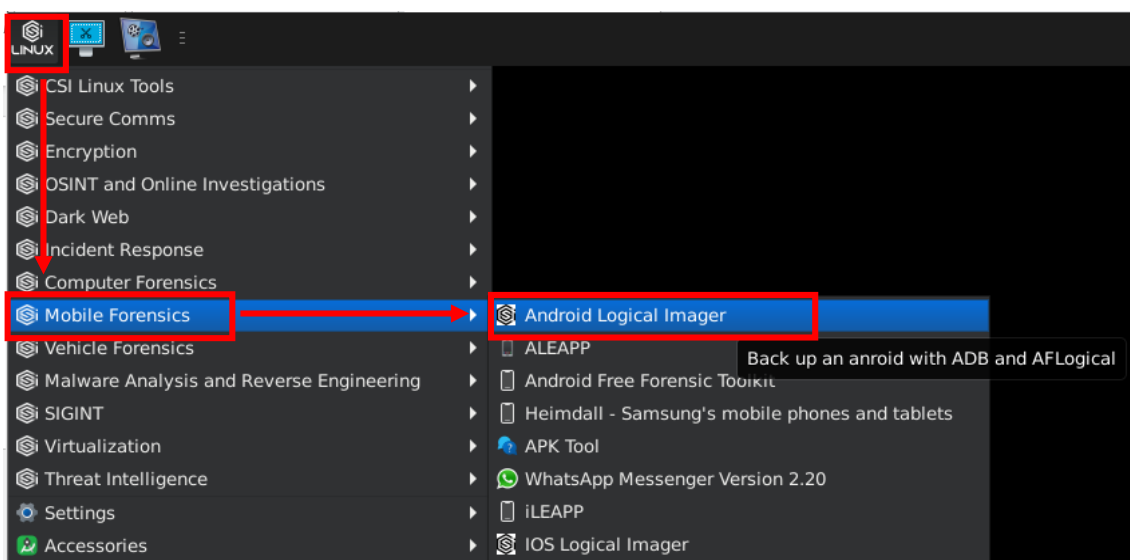 Si
LINUX
CSI Linux Tools
Secure Comms
Encryption
OSINT and Online Investigations
Dark Web
Incident Response
Computer Forensics
Mobile Forensics
Android Logical Imager
Vehicle Forensics
ALEAPP
Back up an anroid with ADB and AFLogical
Malware Analysis and Reverse Engineering
Android Free Forensic Toolkit
SIGINT
Heimdall - Samsung's mobile phones and tablets
Virtualization
APK Tool
Threat Intelligence
WhatsApp Messenger Version 2.20
Settings
iLEAPP
Accessories
IOS Logical Imager